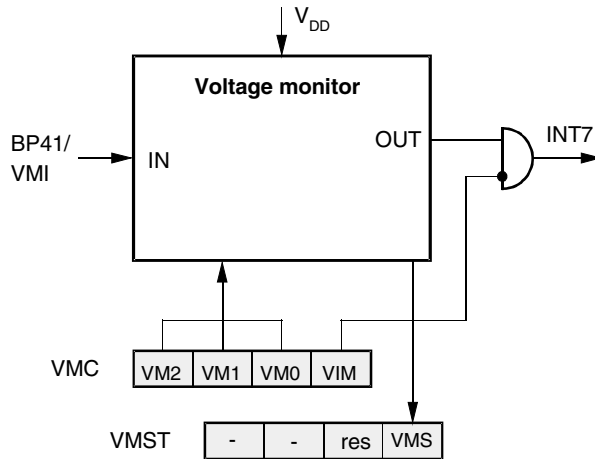 V_DD
Voltage monitor
BP41/
VMI
IN
OUT
INT7
VMC
VM2 VM1 VM0 VIM
VMST
- - res VMS